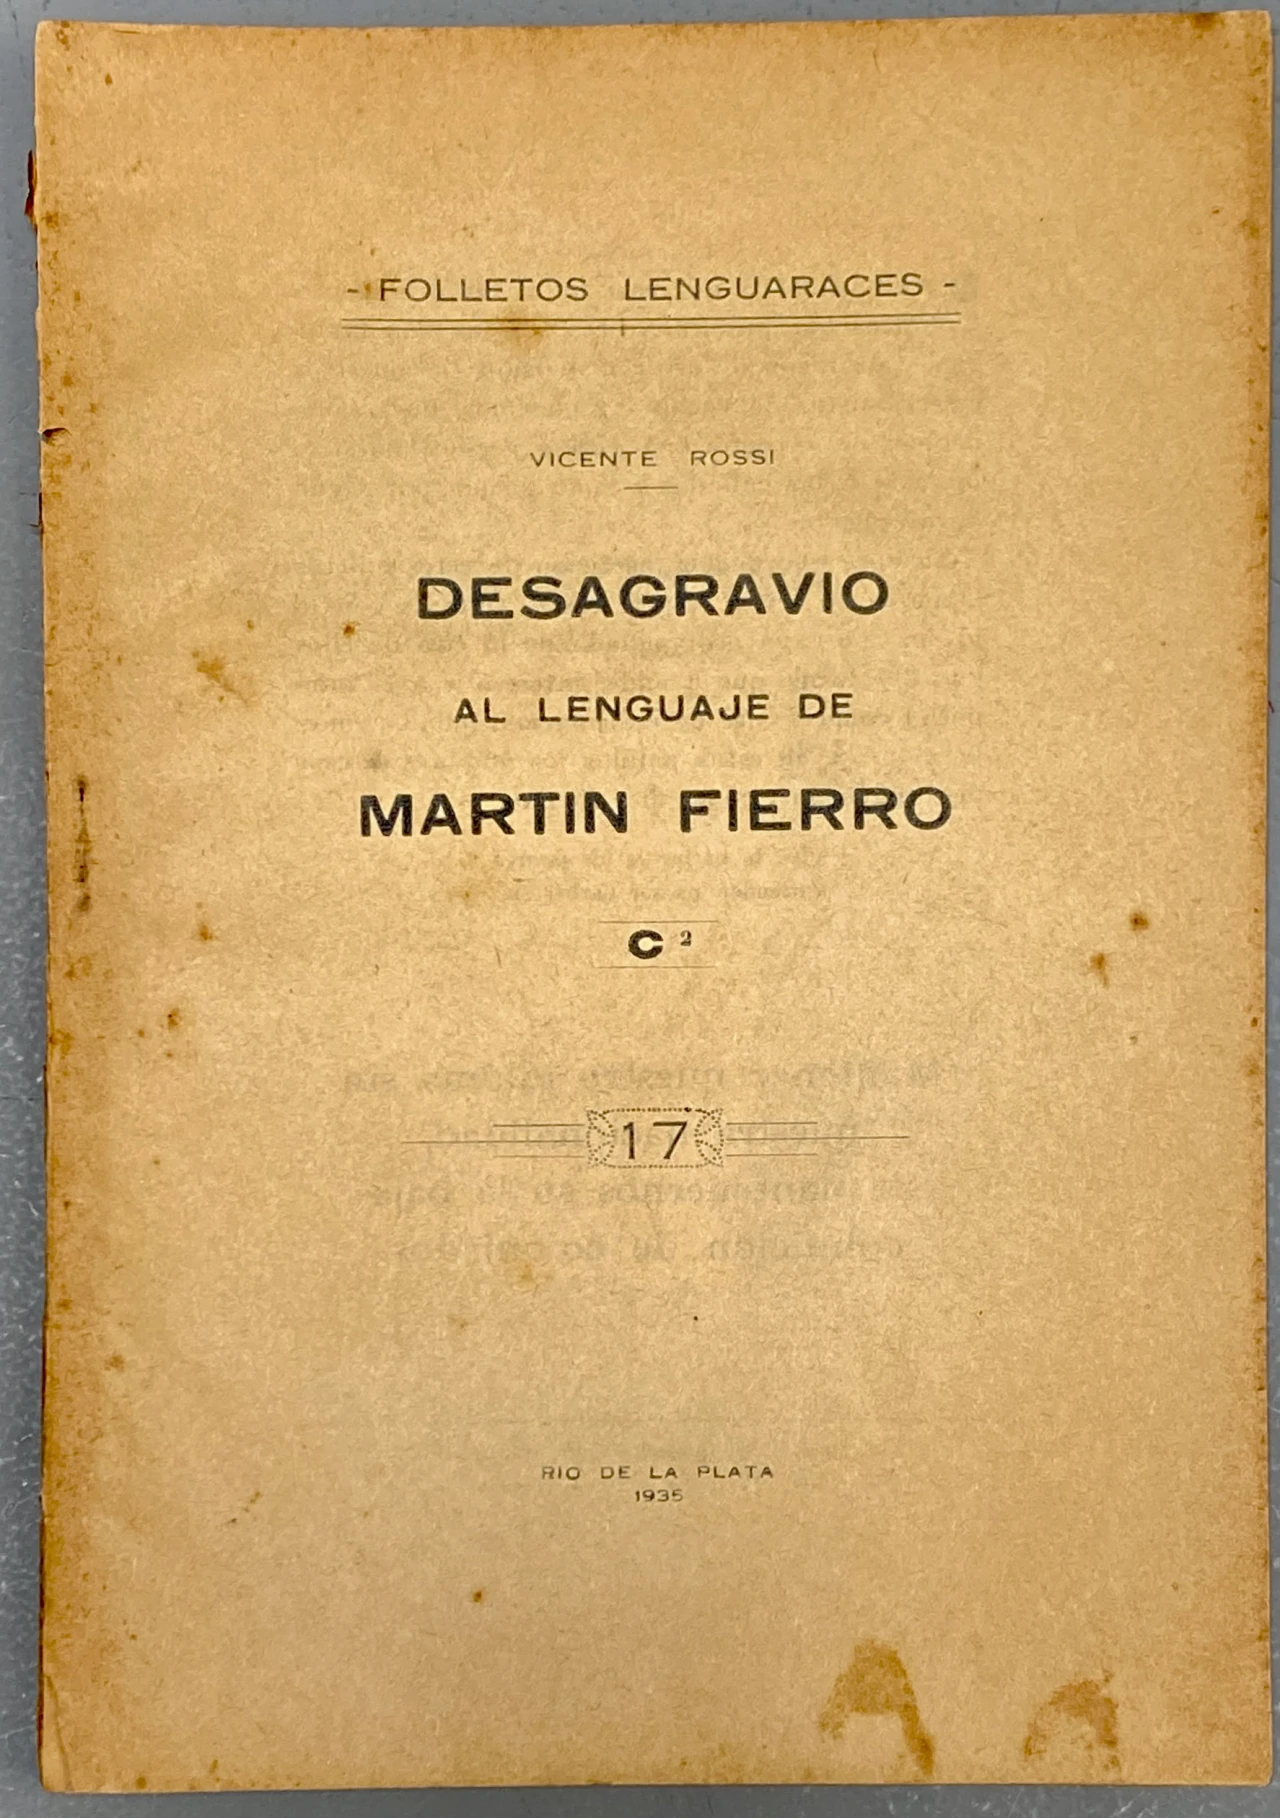 - FOLLETOS LENGUARACES -
VICENTE ROSSI
DESAGRAVIO
AL LENGUAJE DE
MARTIN FIERRO
C²
17
RIO DE LA PLATA
1935